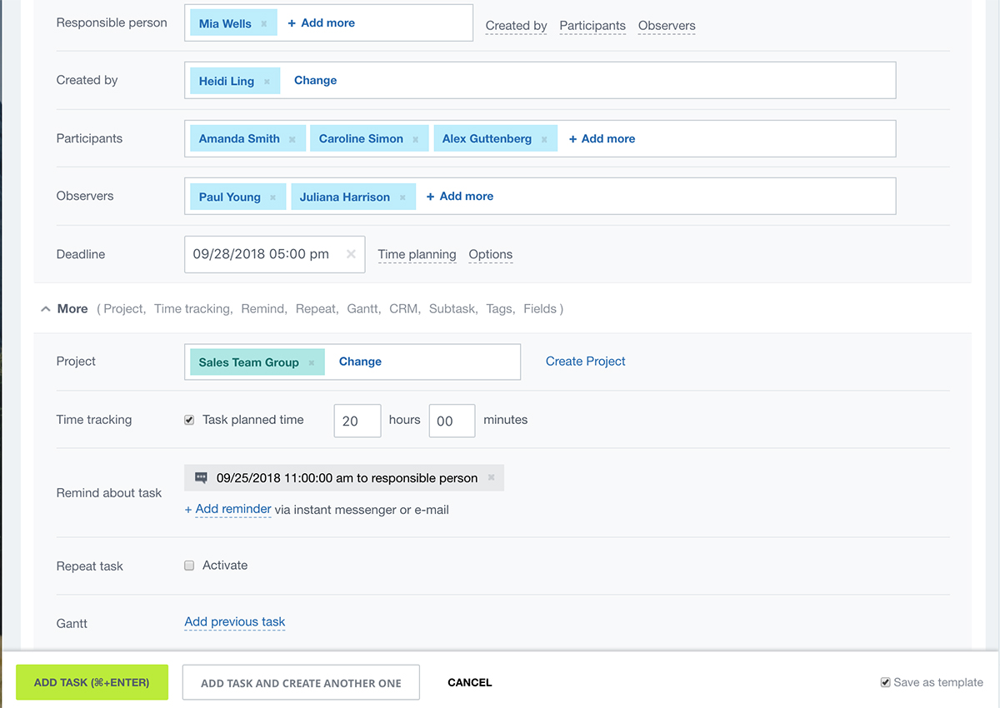 Responsible person Mia Wells × + Add more Created by Participants Observers
Created by Heidi Ling × Change
Participants Amanda Smith × Caroline Simon × Alex Guttenberg × + Add more
Observers Paul Young × Juliana Harrison × + Add more
Deadline 09/28/2018 05:00 pm × Time planning Options
More ( Project, Time tracking, Remind, Repeat, Gantt, CRM, Subtask, Tags, Fields )
Project Sales Team Group × Change Create Project
Time tracking Task planned time 20 hours 00 minutes
Remind about task 09/25/2018 11:00:00 am to responsible person ×
+ Add reminder via instant messenger or e-mail
Repeat task Activate
Gantt Add previous task
ADD TASK (⌘+ENTER) ADD TASK AND CREATE ANOTHER ONE CANCEL Save as template